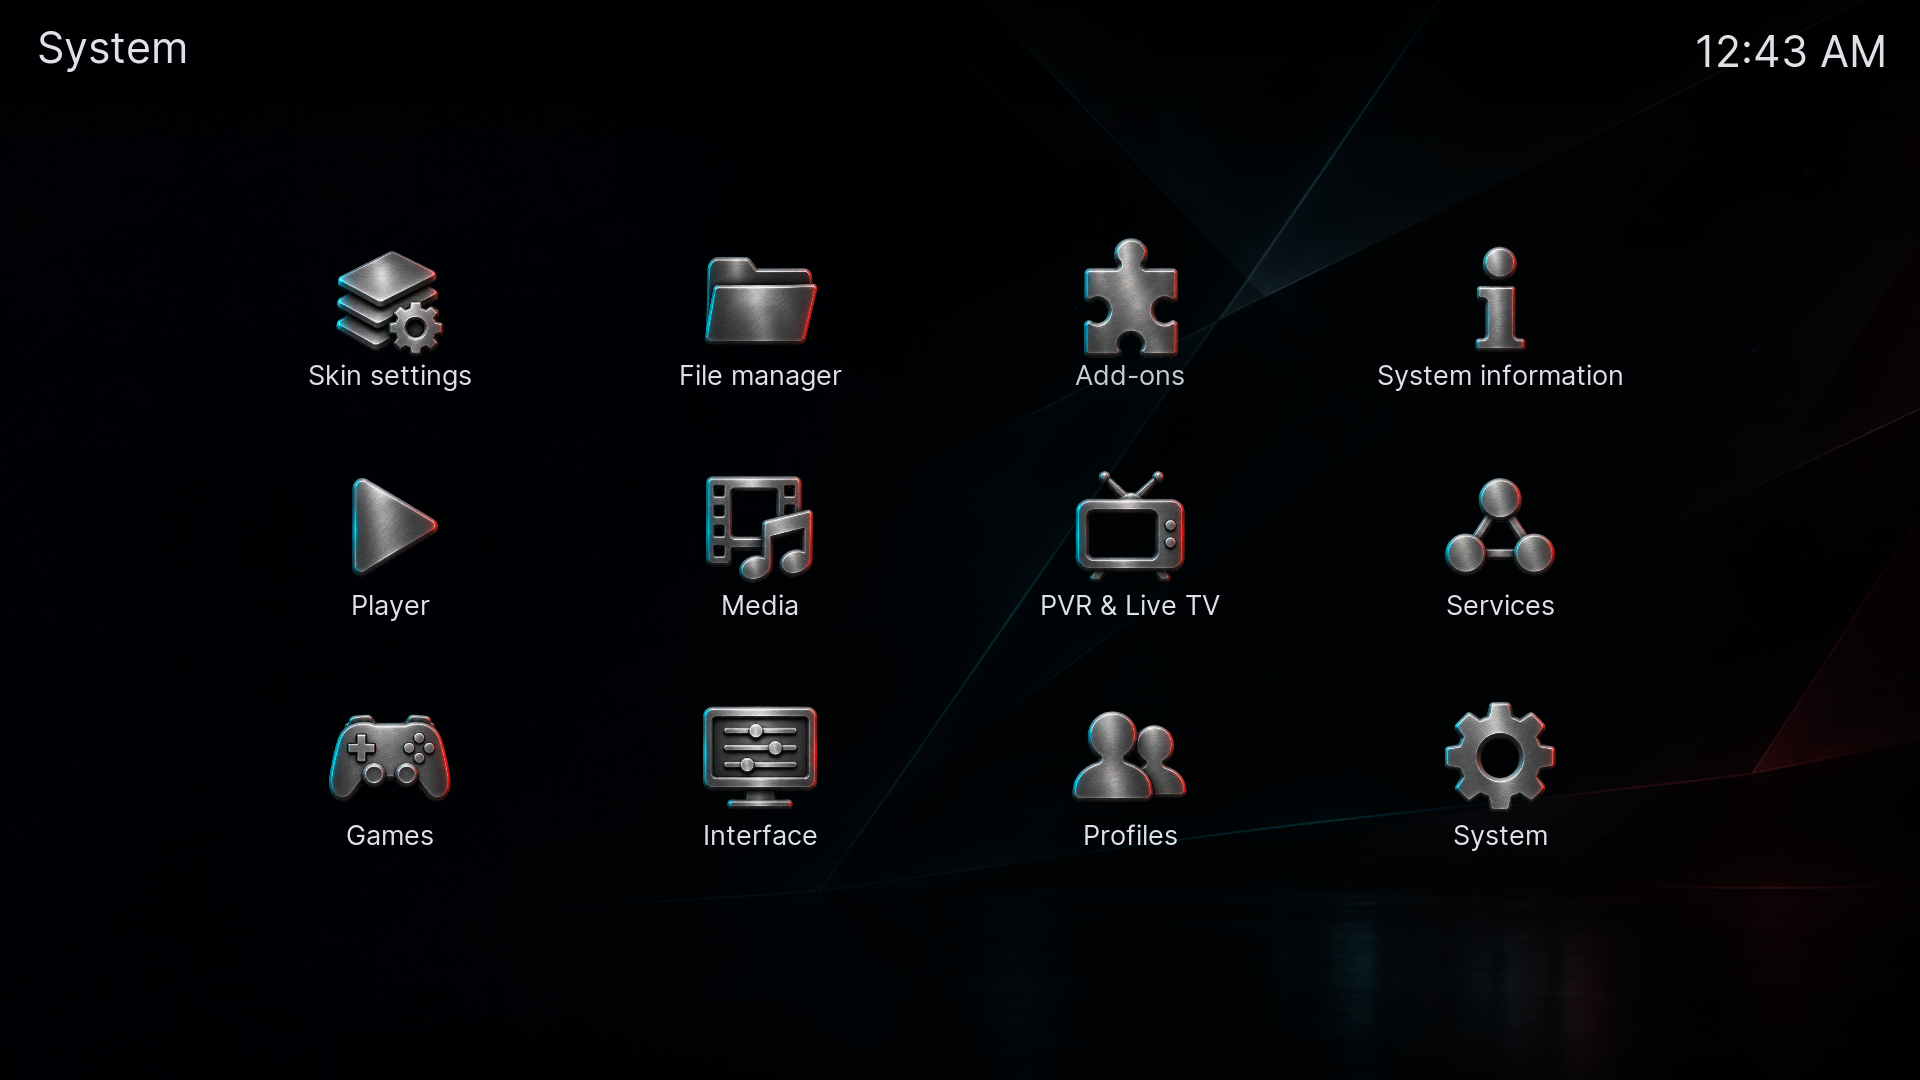 System
12:43 AM
Skin settings
File manager
Add-ons
System information
Player
Media
PVR & Live TV
Services
Games
Interface
Profiles
System